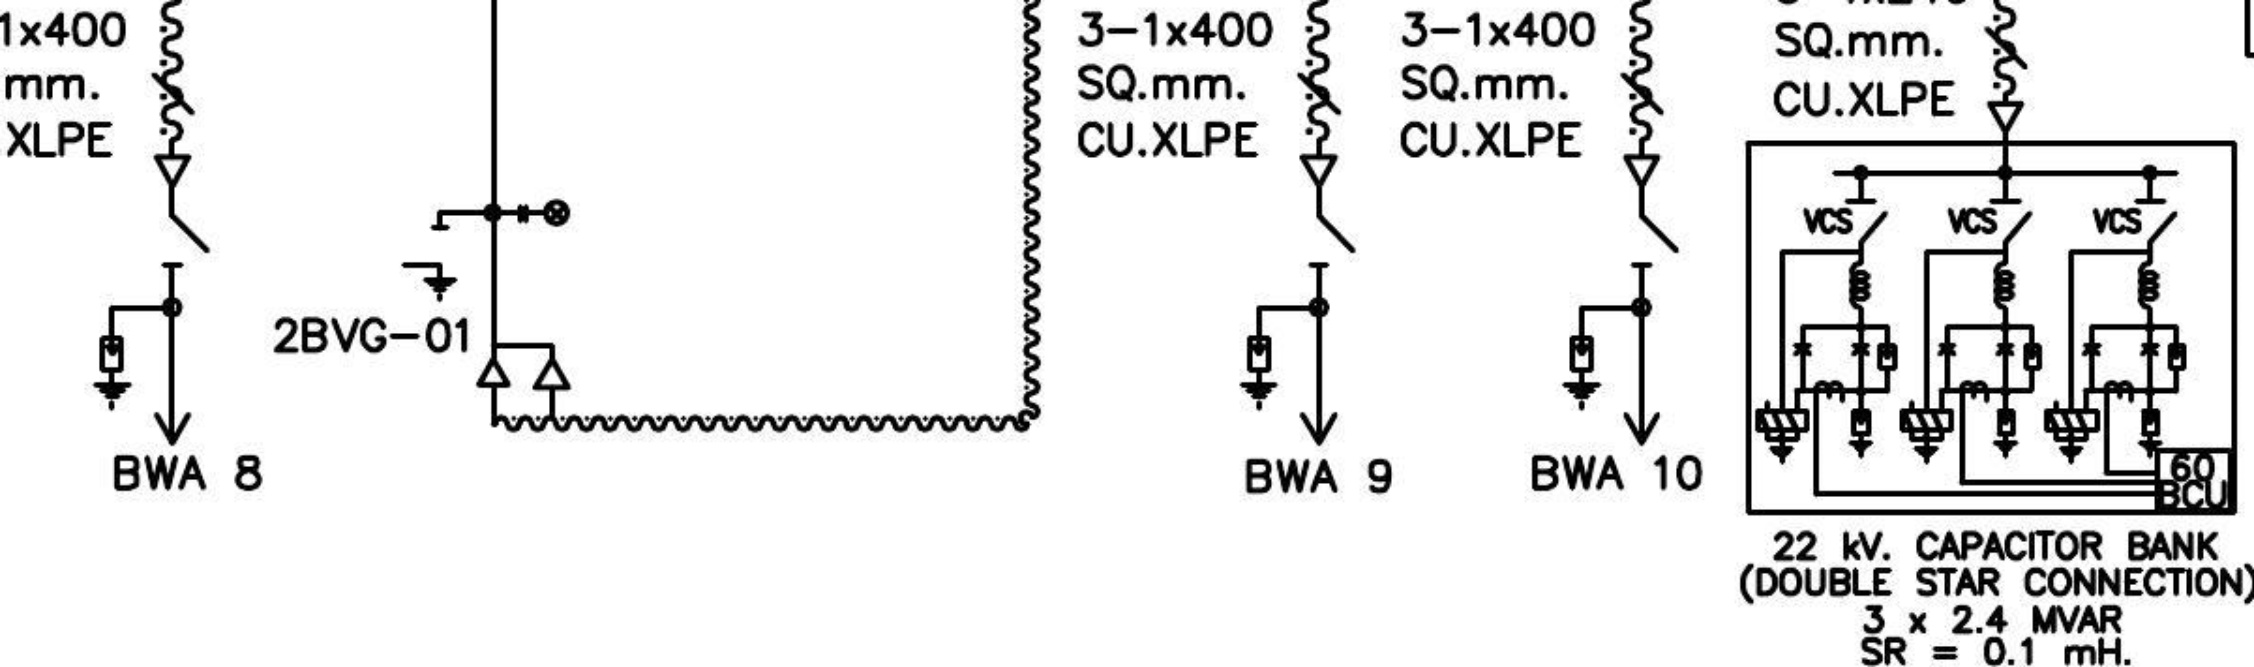 1x400
mm.
XLPE
BWA 8
2BVG-01
3-1x400
SQ.mm.
CU.XLPE
BWA 9
3-1x400
SQ.mm.
CU.XLPE
BWA 10
SQ.mm.
CU.XLPE
VCS VCS VCS
60
BCU
22 kV. CAPACITOR BANK
(DOUBLE STAR CONNECTION)
3 x 2.4 MVAR
SR = 0.1 mH.